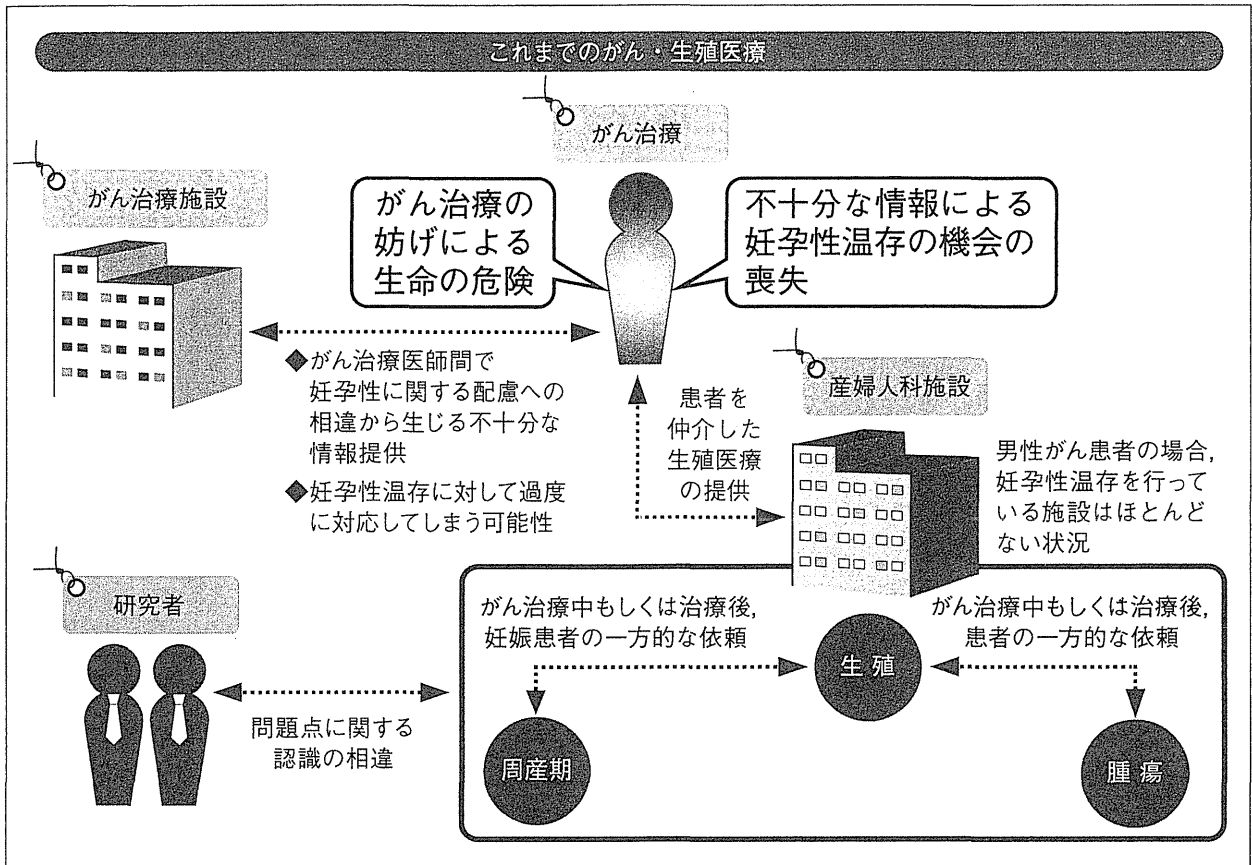 これまでのがん・生殖医療
がん治療
がん治療施設
がん治療の
妨げによる
生命の危険
不十分な情報による
妊孕性温存の機会の
喪失
◆がん治療医師間で
妊孕性に関する配慮への
相違から生じる不十分な
情報提供
◆妊孕性温存に対して過度
に対応してしまう可能性
患者を
仲介した
生殖医療
の提供
産婦人科施設
男性がん患者の場合,
妊孕性温存を行って
いる施設はほとんど
ない状況
研究者
問題点に関する
認識の相違
がん治療中もしくは治療後,
妊娠患者の一方的な依頼
がん治療中もしくは治療後,
患者の一方的な依頼
生殖
周産期
腫瘍